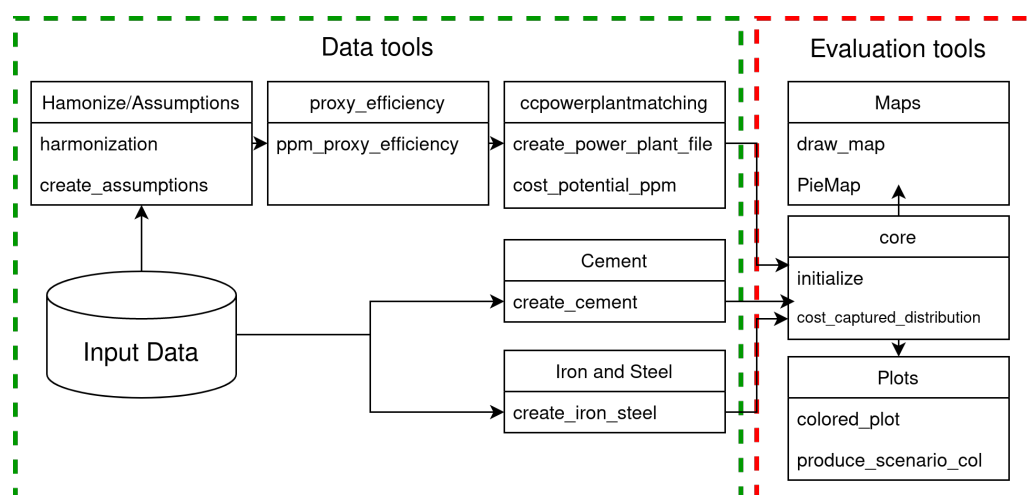 Data tools
Evaluation tools
Hamonize/Assumptions
harmonization
create_assumptions
proxy_efficiency
ppm_proxy_efficiency
ccpowerplantmatching
create_power_plant_file
cost_potential_ppm
Maps
draw_map
PieMap
Input Data
Cement
create_cement
Iron and Steel
create_iron_steel
core
initialize
cost_captured_distribution
Plots
colored_plot
produce_scenario_col